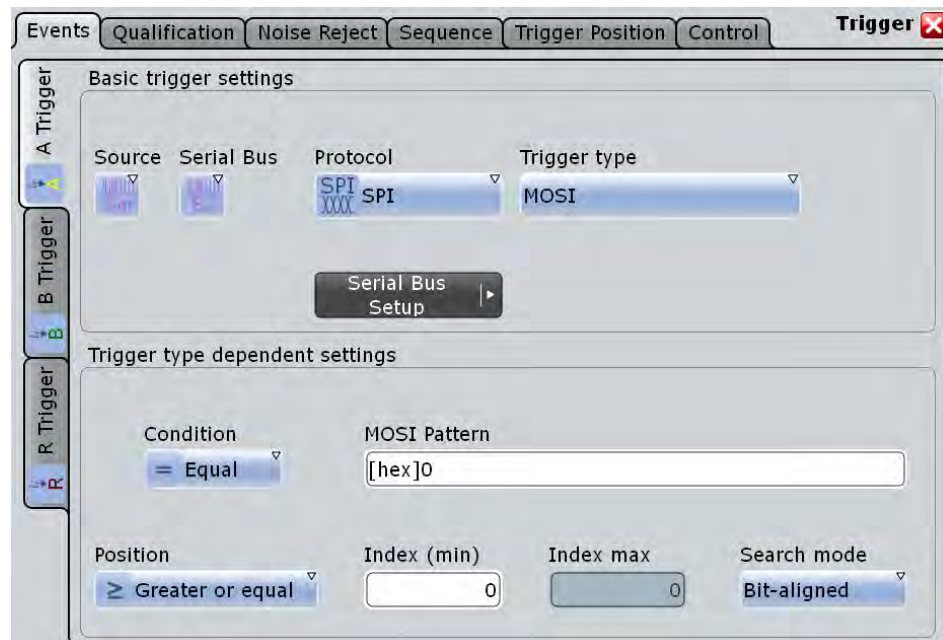 Events Qualification Noise Reject Sequence Trigger Position Control Trigger
A Trigger
A
B Trigger
B
R Trigger
R
Basic trigger settings
Source Serial Bus Protocol Trigger type
SPI SPI MOSI
Serial Bus
Setup
Trigger type dependent settings
Condition MOSI Pattern
= Equal [hex]0
Position Index (min) Index max Search mode
≥ Greater or equal 0 0 Bit-aligned